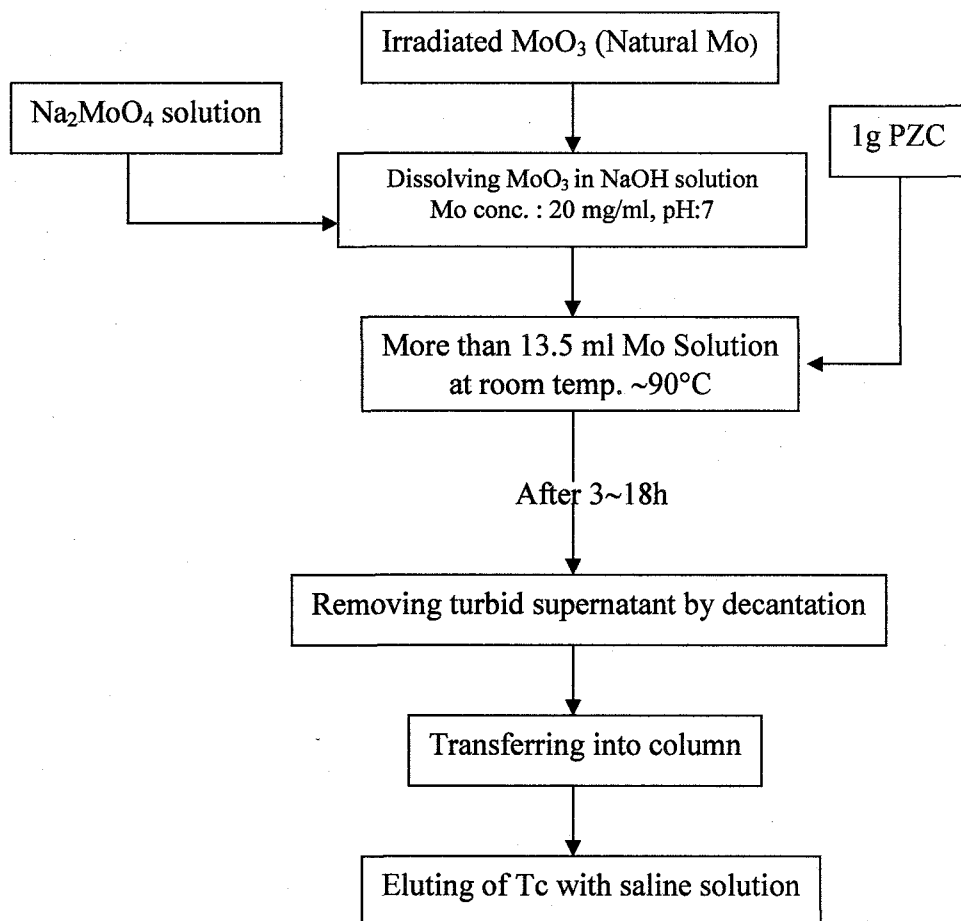 Irradiated MoO₃ (Natural Mo)
Na₂MoO₄ solution
1g PZC
Dissolving MoO₃ in NaOH solution
Mo conc. : 20 mg/ml, pH:7
More than 13.5 ml Mo Solution
at room temp. ~90°C
After 3~18h
Removing turbid supernatant by decantation
Transferring into column
Eluting of Tc with saline solution